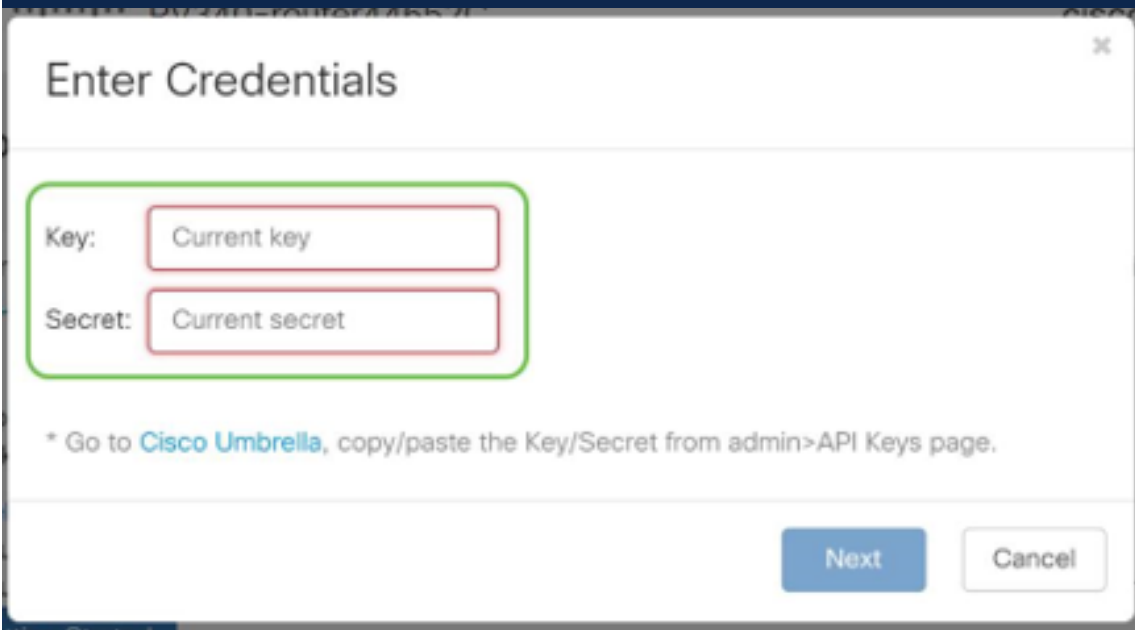 Enter Credentials
Key: Current key
Secret: Current secret
* Go to Cisco Umbrella, copy/paste the Key/Secret from admin>API Keys page.
Next Cancel